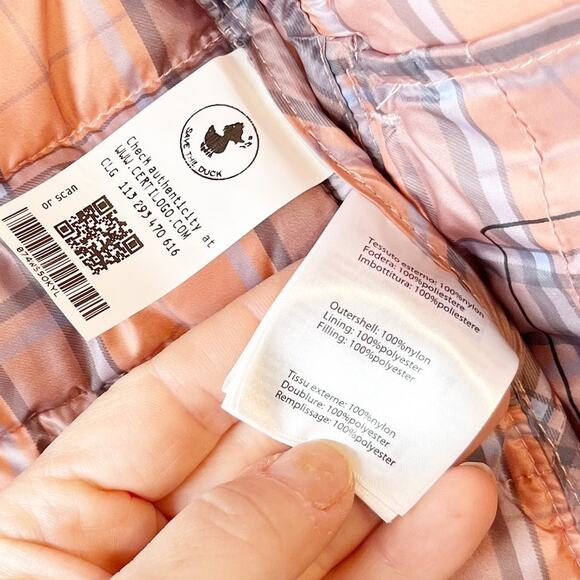 SAVE THE DUCK
Check authenticity at
WWW.CERTILOGO.COM
CLG 113 293 470 616
or scan
074KS5QKYL
Tessuto esterno: 100%nylon
Fodera: 100%poliestere
Imbottitura: 100%poliestere
Outershell: 100%nylon
Lining: 100%polyester
Filling: 100%polyester
Tissu externe: 100%nylon
Doublure: 100%polyester
Remplissage: 100%polyester